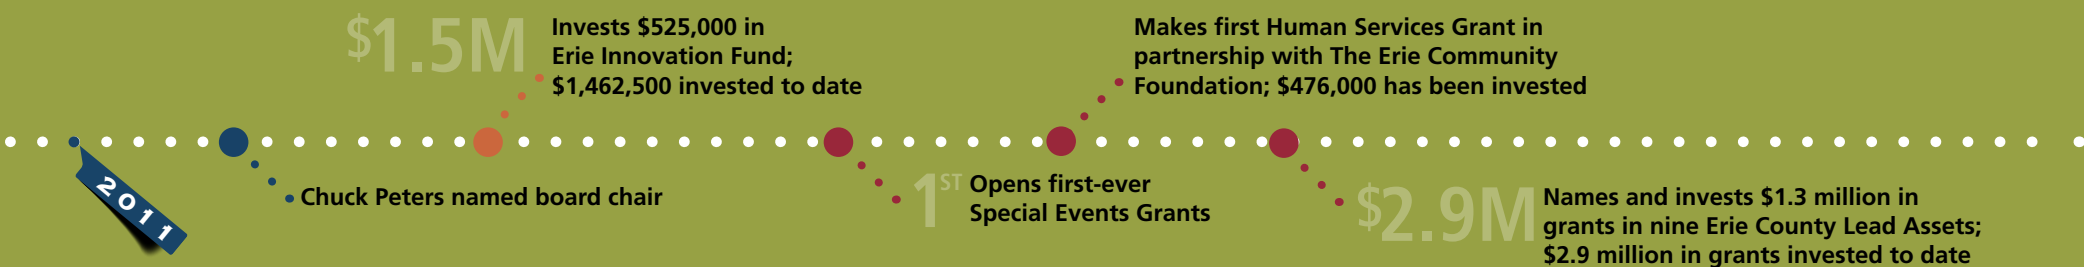 $1.5M
Invests $525,000 in
Erie Innovation Fund;
$1,462,500 invested to date
Makes first Human Services Grant in
partnership with The Erie Community
Foundation; $476,000 has been invested
2011
Chuck Peters named board chair
1ST
Opens first-ever
Special Events Grants
$2.9M
Names and invests $1.3 million in
grants in nine Erie County Lead Assets;
$2.9 million in grants invested to date